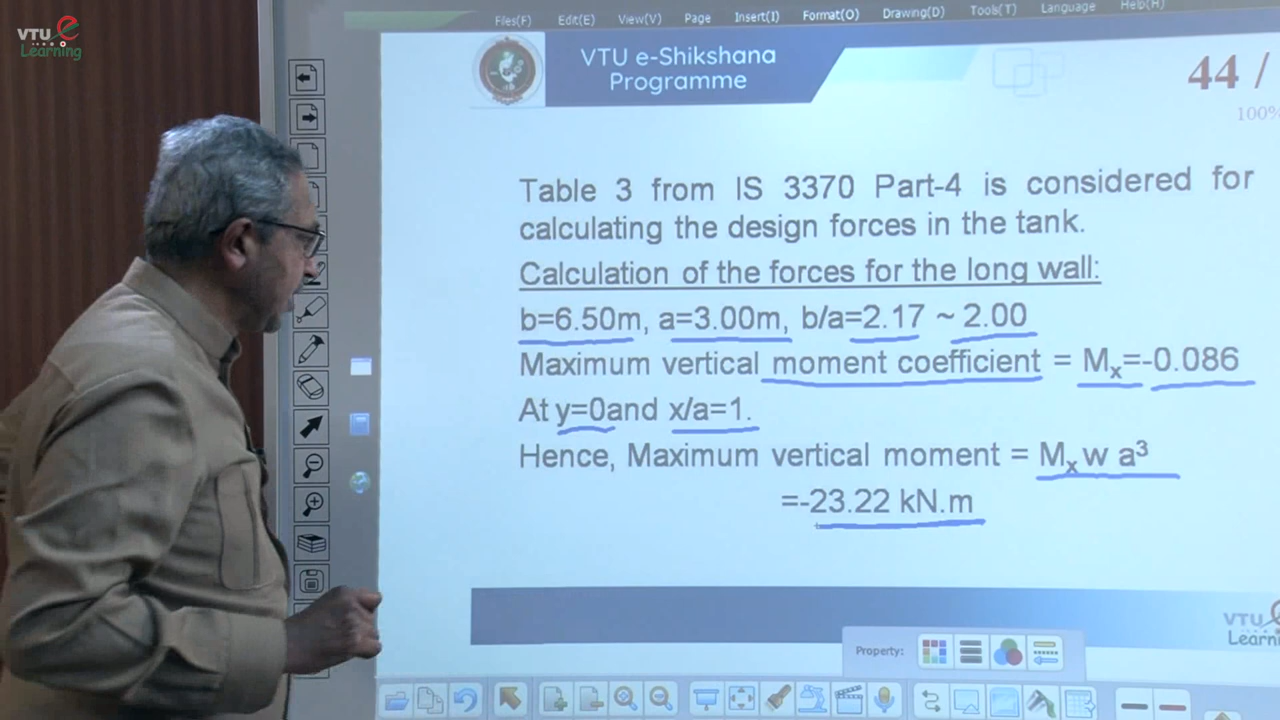 VTU e
Learning
Files(F) Edit(E) View(V) Page Insert(I) Format(O) Drawing(D) Tools(T) Language Help(H)
VTU e-Shikshana
Programme
44 /
100%
Table 3 from IS 3370 Part-4 is considered for
calculating the design forces in the tank.
Calculation of the forces for the long wall:
b=6.50m, a=3.00m, b/a=2.17 ~ 2.00
Maximum vertical moment coefficient = Mₓ=-0.086
At y=0and x/a=1.
Hence, Maximum vertical moment = Mₓ w a³
=-23.22 kN.m
VTU e
Learni
Property: